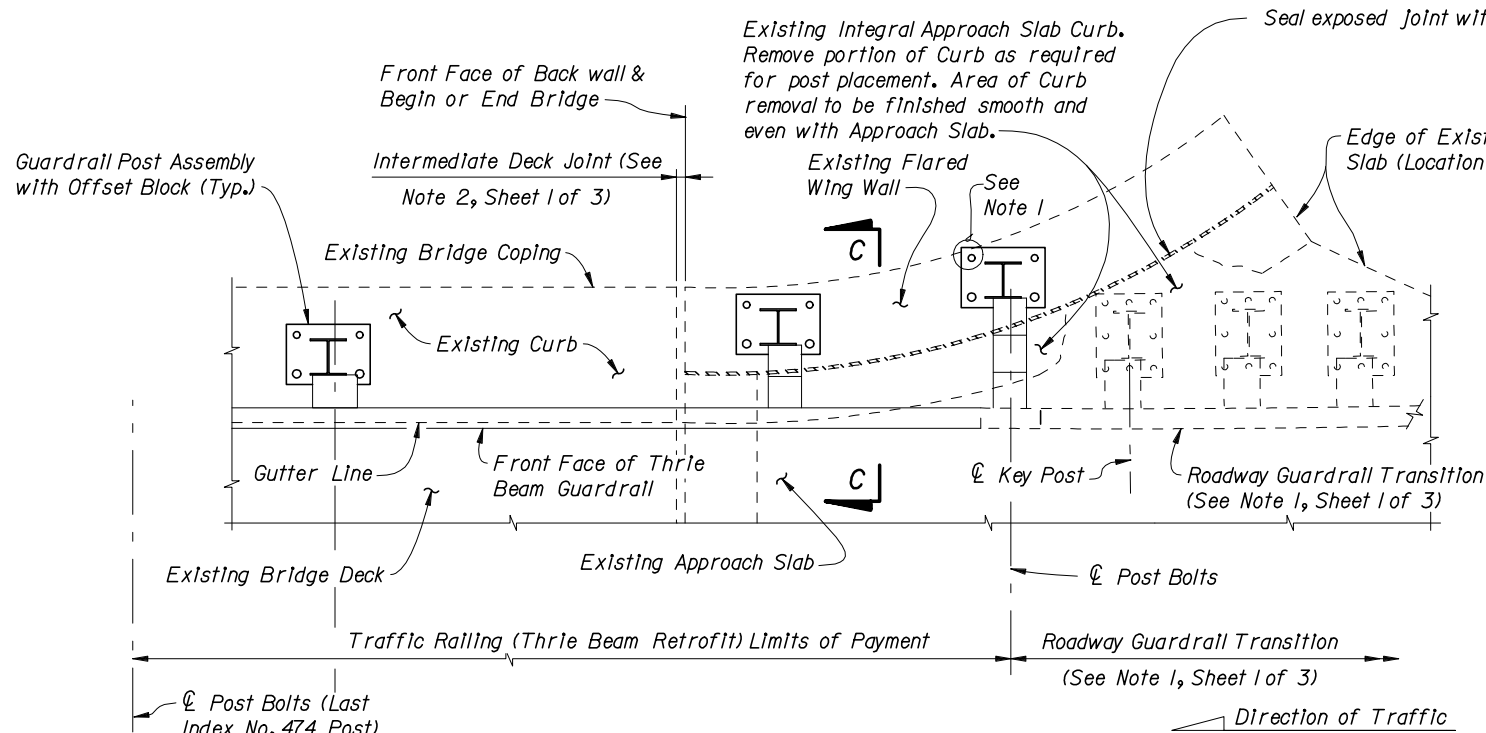 Seal exposed joint
Existing Integral Approach Slab Curb.
Remove portion of Curb as required
for post placement. Area of Curb
removal to be finished smooth and
even with Approach Slab.
Front Face of Back wall &
Begin or End Bridge
Edge of
Slab (Location
Guardrail Post Assembly
with Offset Block (Typ.)
Intermediate Deck Joint (See
Note 2, Sheet 1 of 3)
Existing Flared
Wing Wall
See
Note 1
Existing Bridge Coping
C
Existing Curb
Gutter Line
Front Face of Thrie
Beam Guardrail
C
℄ Key Post
Roadway Guardrail Transition
(See Note 1, Sheet 1 of 3)
Existing Bridge Deck
Existing Approach Slab
℄ Post Bolts
Traffic Railing (Thrie Beam Retrofit) Limits of Payment
Roadway Guardrail Transition
(See Note 1, Sheet 1 of 3)
℄ Post Bolts (Last
Index No. 474 Post)
Direction of Traffic